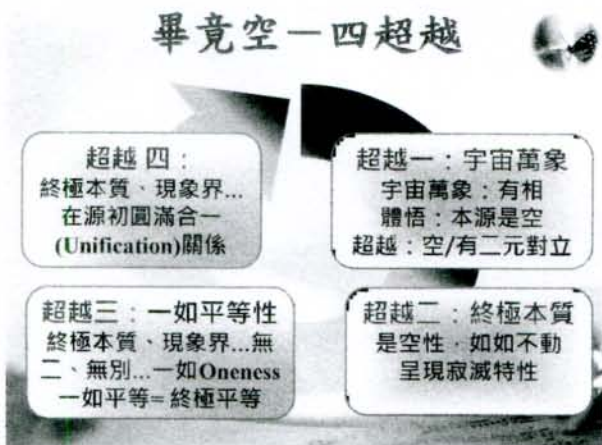 畢竟空－四超越
超越一：宇宙萬象
宇宙萬象：有相
體悟：本源是空
超越：空/有二元對立
超越二：終極本質
是空性，如如不動
呈現寂滅特性
超越三：一如平等性
終極本質、現象界...無
二、無別...一如Oneness
一如平等=終極平等
超越四：
終極本質、現象界...
在源初圓滿合一
(Unification)關係